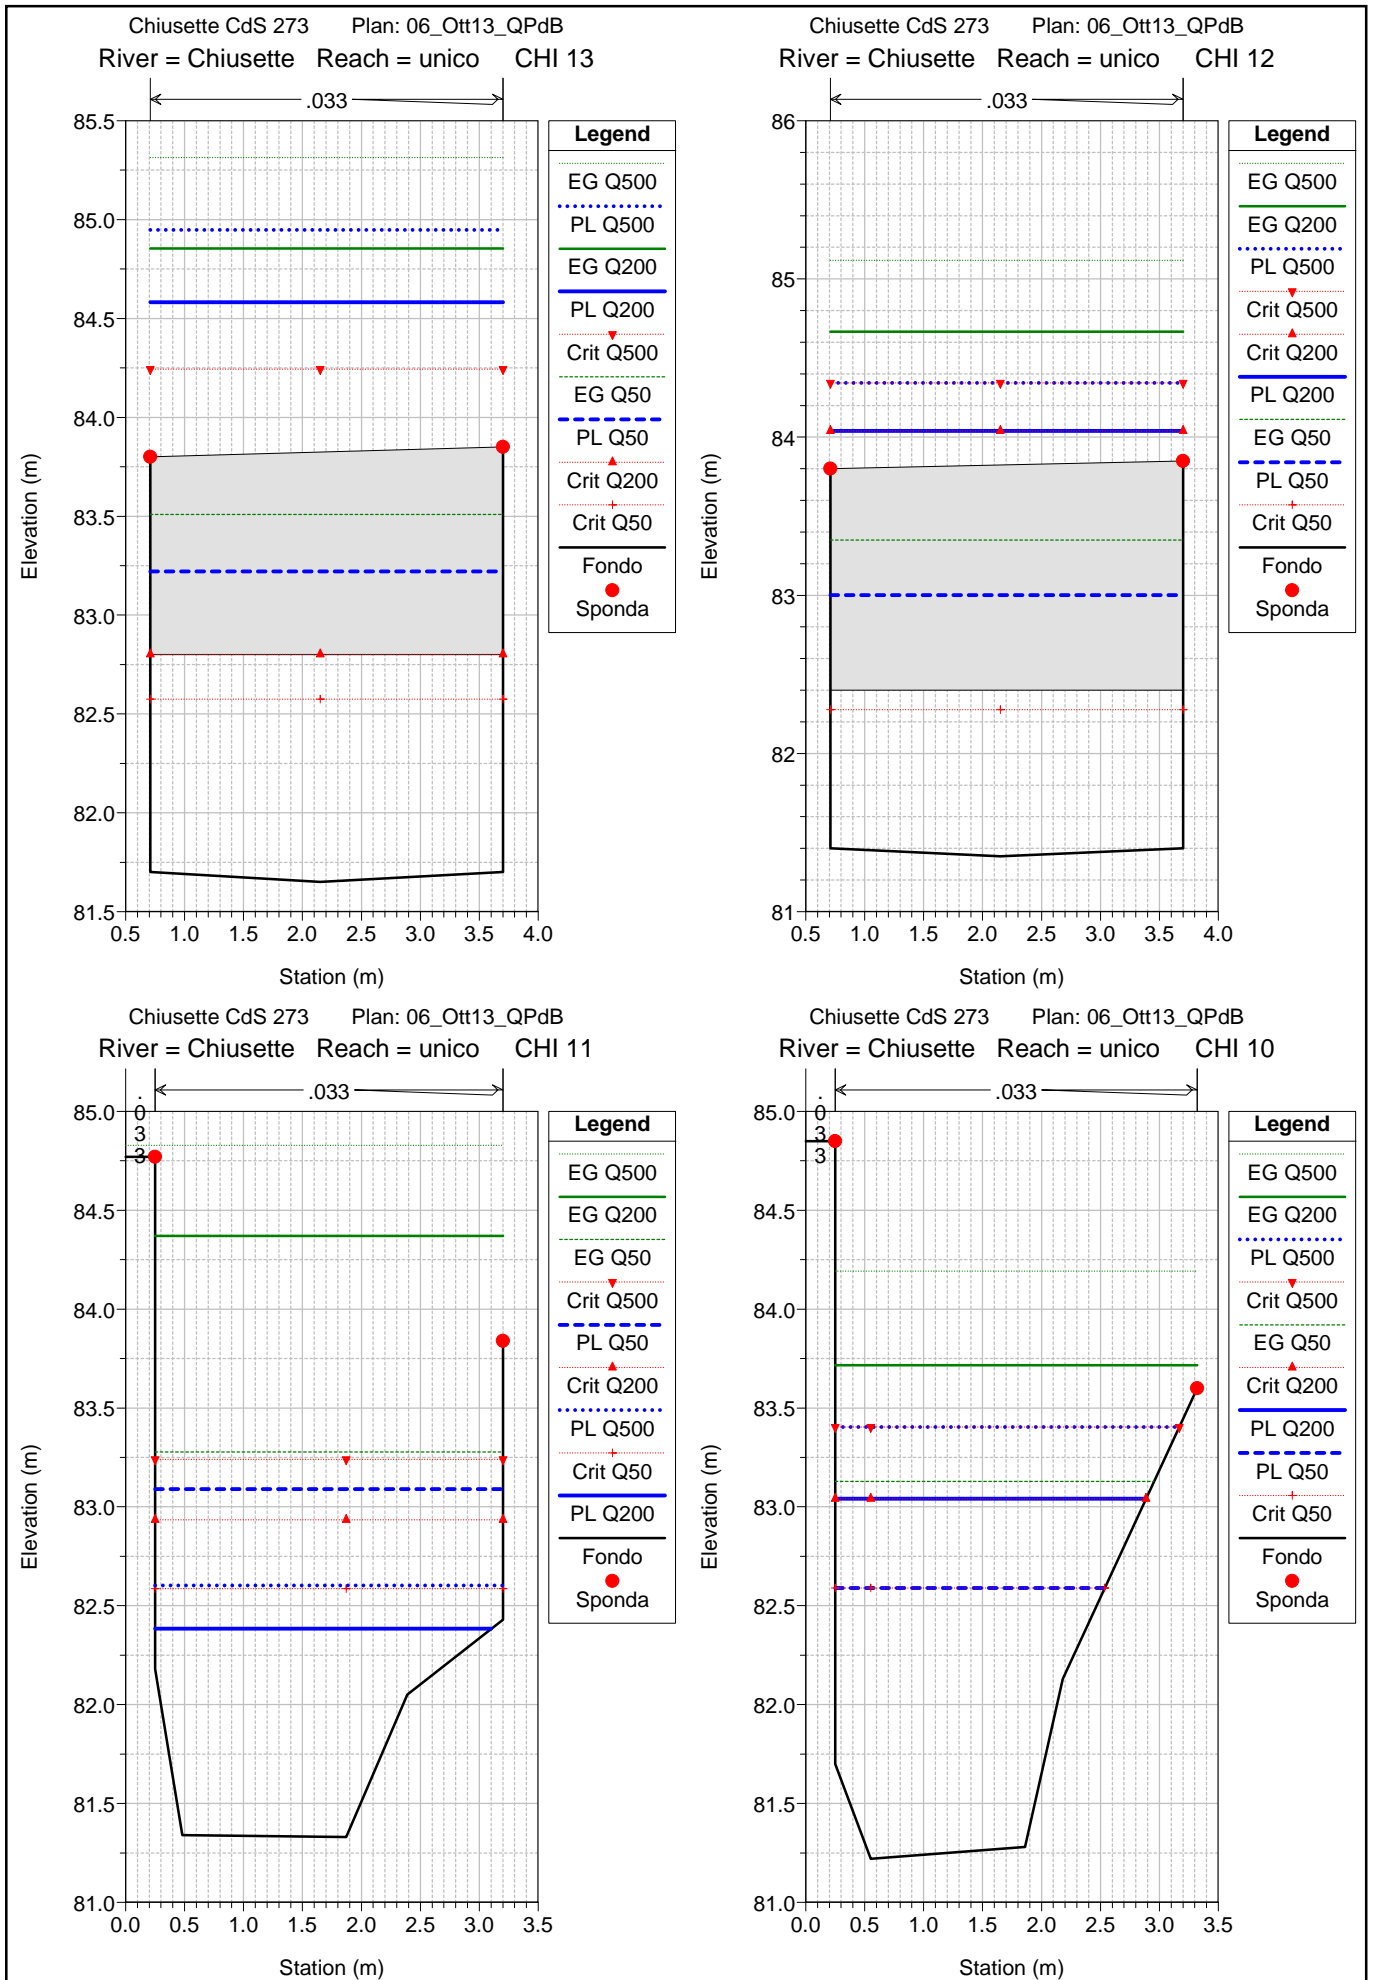 Chiusette CdS 273 Plan: 06_Ott13_QPdB
River = Chiusette Reach = unico CHI 13
.033
85.5
85.0
84.5
84.0
83.5
83.0
82.5
82.0
81.5
0.5 1.0 1.5 2.0 2.5 3.0 3.5 4.0
Elevation (m)
Station (m)
Legend
EG Q500
PL Q500
EG Q200
PL Q200
Crit Q500
EG Q50
PL Q50
Crit Q200
Crit Q50
Fondo
Sponda
Chiusette CdS 273 Plan: 06_Ott13_QPdB
River = Chiusette Reach = unico CHI 12
.033
86
85
84
83
82
81
0.5 1.0 1.5 2.0 2.5 3.0 3.5 4.0
Elevation (m)
Station (m)
Legend
EG Q500
EG Q200
PL Q500
Crit Q500
Crit Q200
PL Q200
EG Q50
PL Q50
Crit Q50
Fondo
Sponda
Chiusette CdS 273 Plan: 06_Ott13_QPdB
River = Chiusette Reach = unico CHI 11
.033
.033
85.0
84.5
84.0
83.5
83.0
82.5
82.0
81.5
81.0
0.0 0.5 1.0 1.5 2.0 2.5 3.0 3.5
Elevation (m)
Station (m)
Legend
EG Q500
EG Q200
EG Q50
Crit Q500
PL Q50
Crit Q200
PL Q500
Crit Q50
PL Q200
Fondo
Sponda
Chiusette CdS 273 Plan: 06_Ott13_QPdB
River = Chiusette Reach = unico CHI 10
.033
.033
85.0
84.5
84.0
83.5
83.0
82.5
82.0
81.5
81.0
0.0 0.5 1.0 1.5 2.0 2.5 3.0 3.5
Elevation (m)
Station (m)
Legend
EG Q500
EG Q200
PL Q500
Crit Q500
EG Q50
Crit Q200
PL Q200
PL Q50
Crit Q50
Fondo
Sponda